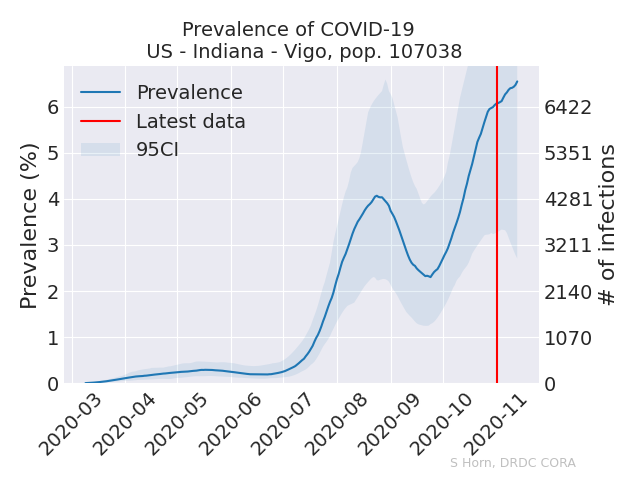 Prevalence of COVID-19
US - Indiana - Vigo, pop. 107038
Prevalence
Latest data
95CI
Prevalence (%)
6
5
4
3
2
1
0
6422
5351
4281
3211
2140
1070
0
# of infections
2020-03
2020-04
2020-05
2020-06
2020-07
2020-08
2020-09
2020-10
2020-11
S Horn, DRDC CORA